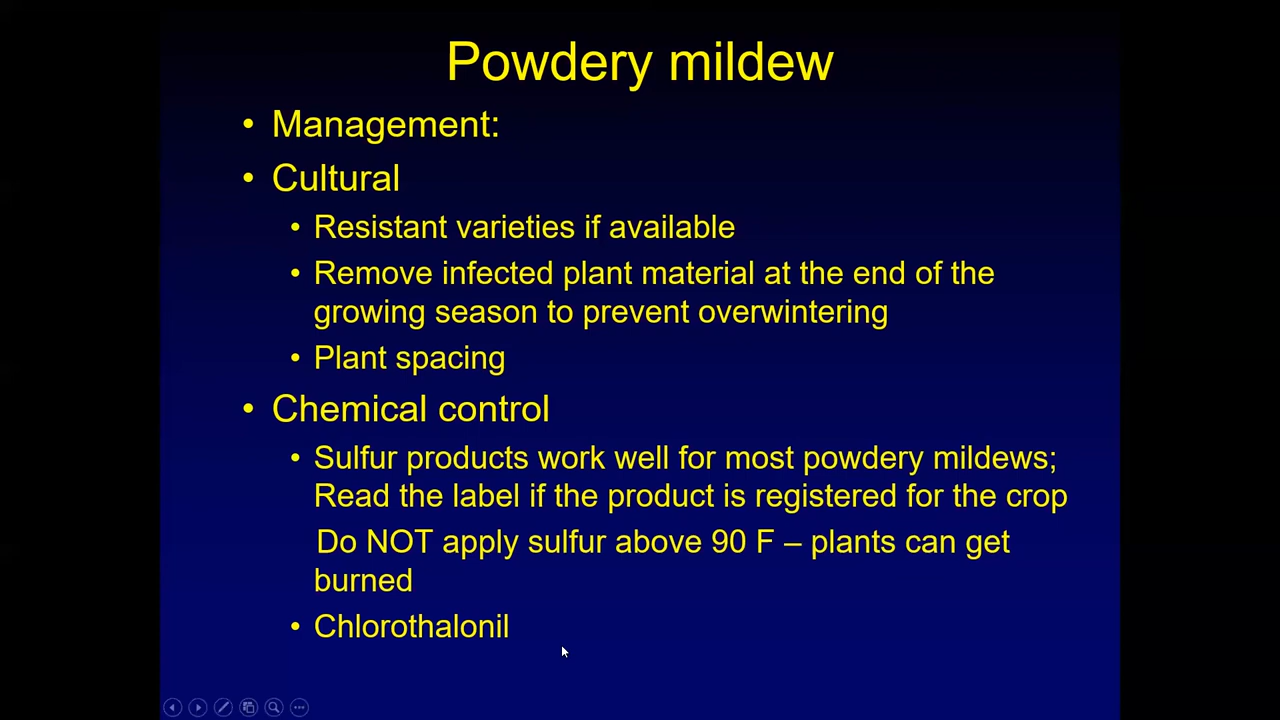 Powdery mildew
• Management:
• Cultural
• Resistant varieties if available
• Remove infected plant material at the end of the
growing season to prevent overwintering
• Plant spacing
• Chemical control
• Sulfur products work well for most powdery mildews;
Read the label if the product is registered for the crop
Do NOT apply sulfur above 90 F – plants can get
burned
• Chlorothalonil